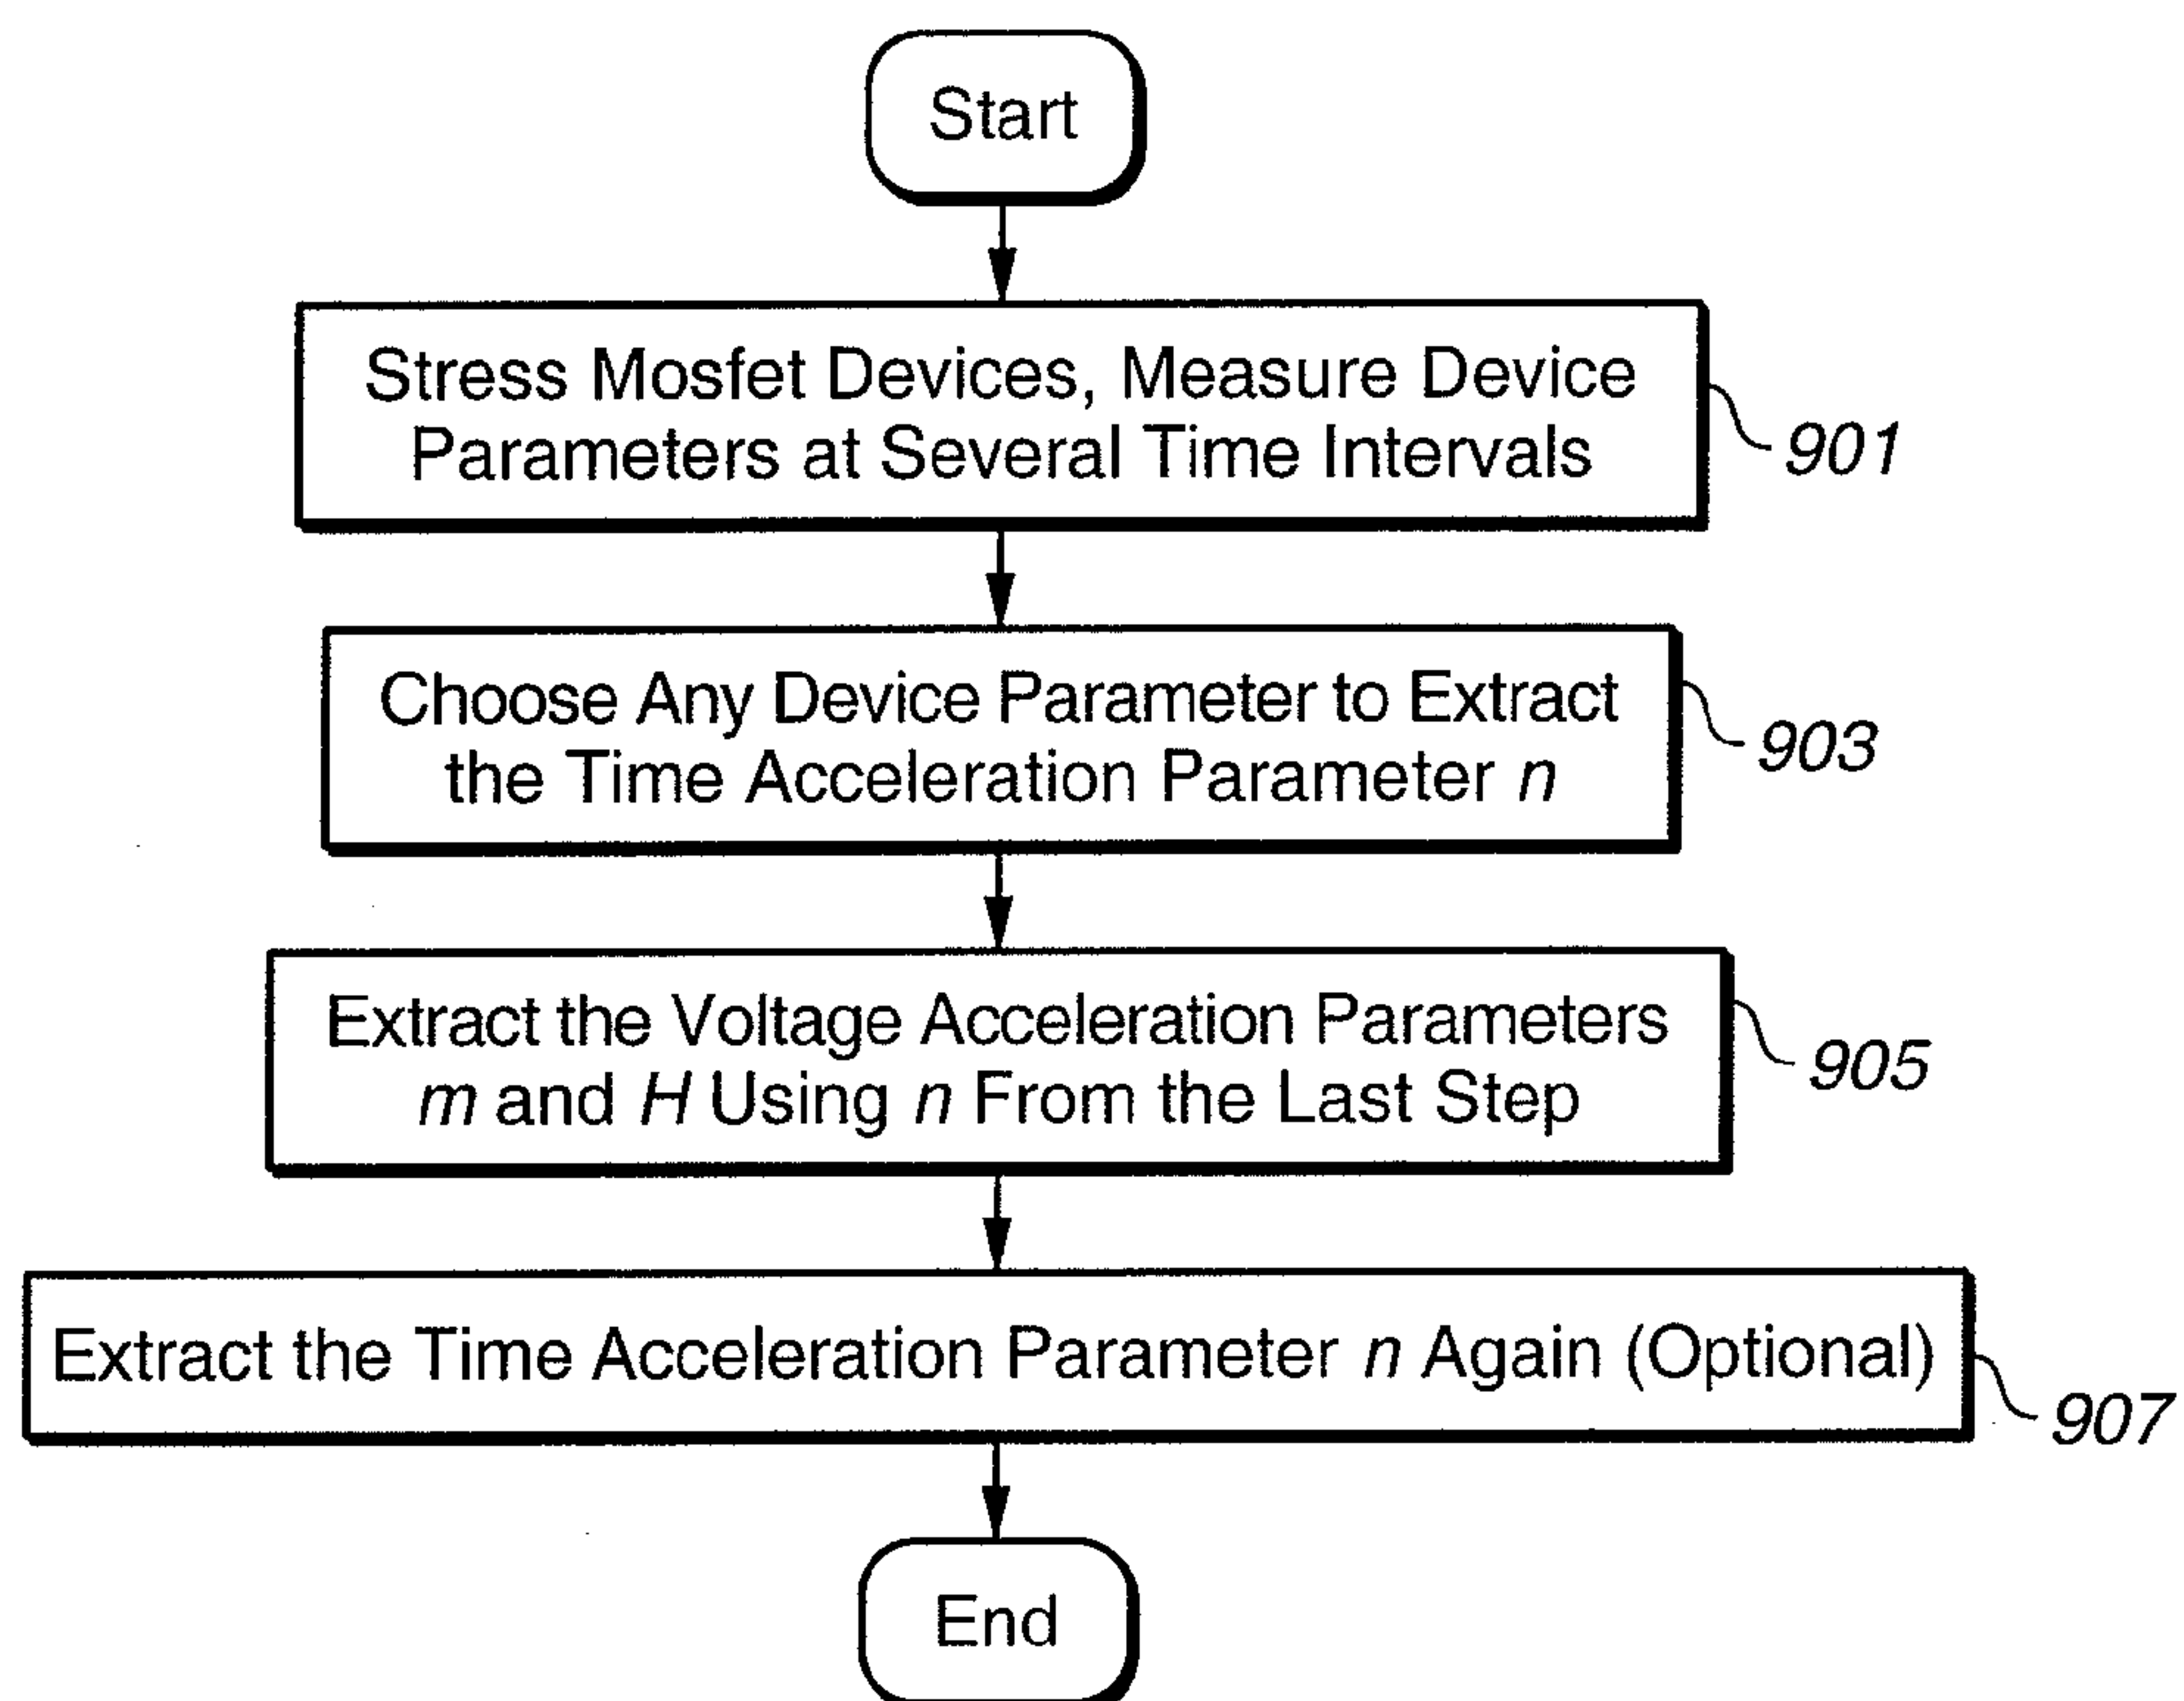 Start
Stress Mosfet Devices, Measure Device
Parameters at Several Time Intervals
901
Choose Any Device Parameter to Extract
the Time Acceleration Parameter n
903
Extract the Voltage Acceleration Parameters
m and H Using n From the Last Step
905
Extract the Time Acceleration Parameter n Again (Optional)
907
End